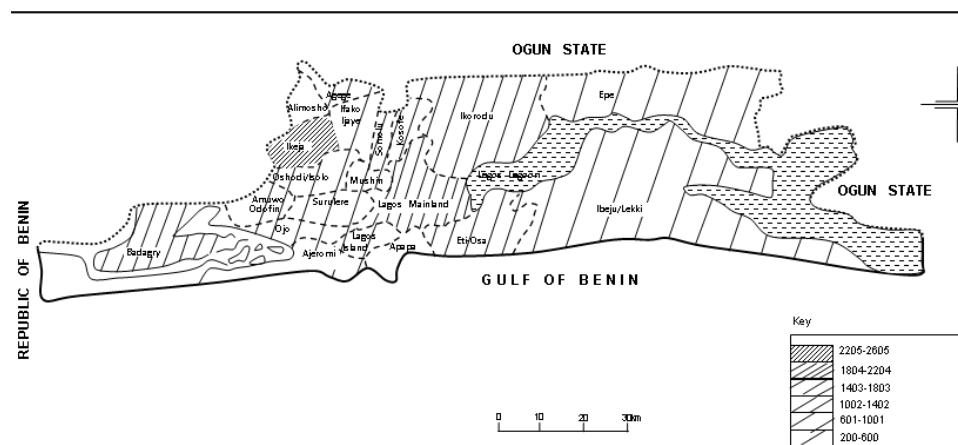 OGUN STATE
Agege
Alimosho
Ifako
Ijaye
Epe
Ikorodu
Somolu
Kosofe
Ikeja
Oshodi/Isolo
Mushin
Lagos Lagoon
OGUN STATE
Amuwo
Odofin
Surulere
Lagos Mainland
Ibeju/Lekki
Ojo
Badagry
Ajeromi
Lagos
Island
Apapa
Eti-Osa
REPUBLIC OF BENIN
GULF OF BENIN
Key
2205-2605
1804-2204
1403-1803
1002-1402
601-1001
200-600
0 10 20 30km